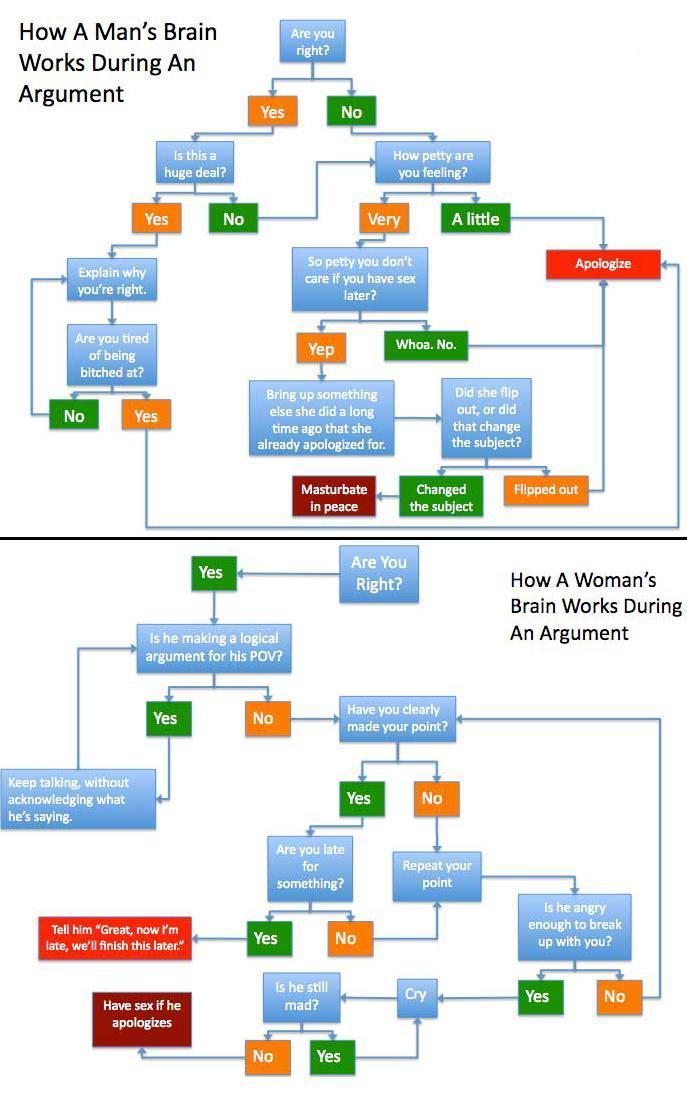 How A Man's Brain
Works During An
Argument
Are you
right?
Yes
No
Is this a
huge deal?
How petty are
you feeling?
Yes
No
Very
A little
Explain why
you're right.
So petty you don't
care if you have sex
later?
Apologize
Are you tired
of being
bitched at?
Yep
Whoa. No.
No
Yes
Bring up something
else she did a long
time ago that she
already apologized for.
Did she flip
out, or did
that change
the subject?
Masturbate
in peace
Changed
the subject
Flipped out
Are You
Right?
Yes
How A Woman's
Brain Works During
An Argument
Is he making a logical
argument for his POV?
Yes
No
Have you clearly
made your point?
Keep talking, without
acknowledging what
he's saying.
Yes
No
Are you late
for
something?
Repeat your
point
Is he angry
enough to break
up with you?
Tell him "Great, now I'm
late, we'll finish this later."
Yes
No
Yes
No
Cry
Is he still
mad?
Have sex if he
apologizes
No
Yes